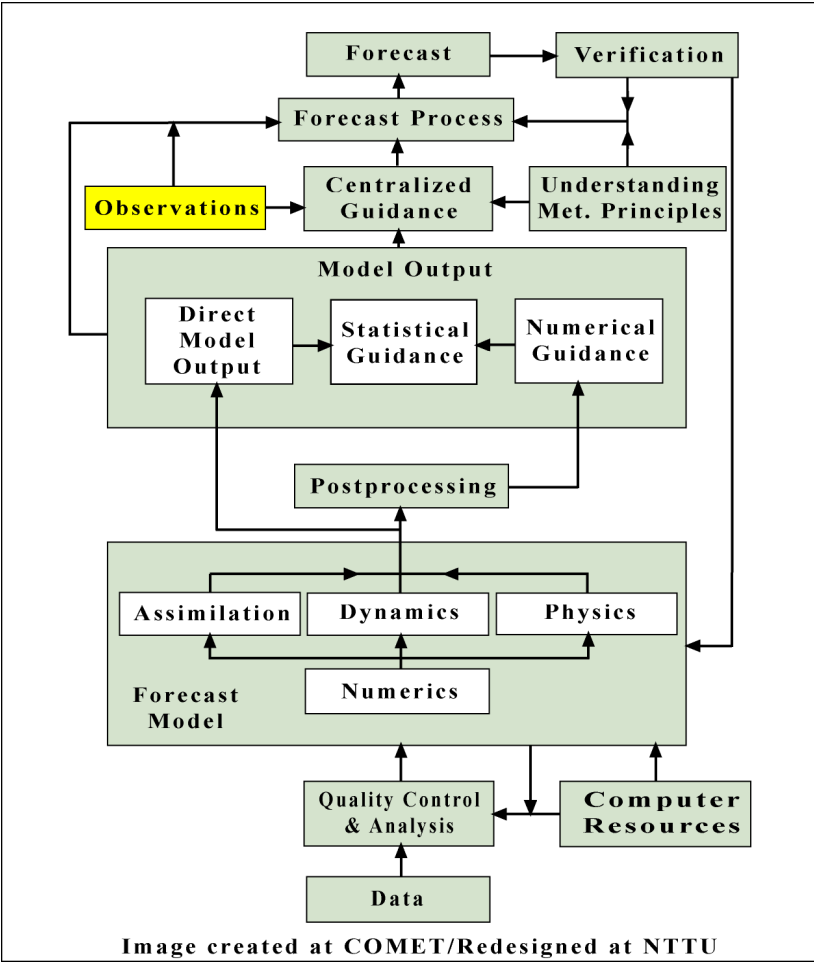 Forecast
Verification
Forecast Process
Observations
Centralized
Guidance
Understanding
Met. Principles
Model Output
Direct
Model
Output
Statistical
Guidance
Numerical
Guidance
Postprocessing
Assimilation
Dynamics
Physics
Numerics
Forecast
Model
Quality Control
& Analysis
Computer
Resources
Data
Image created at COMET/Redesigned at NTTU